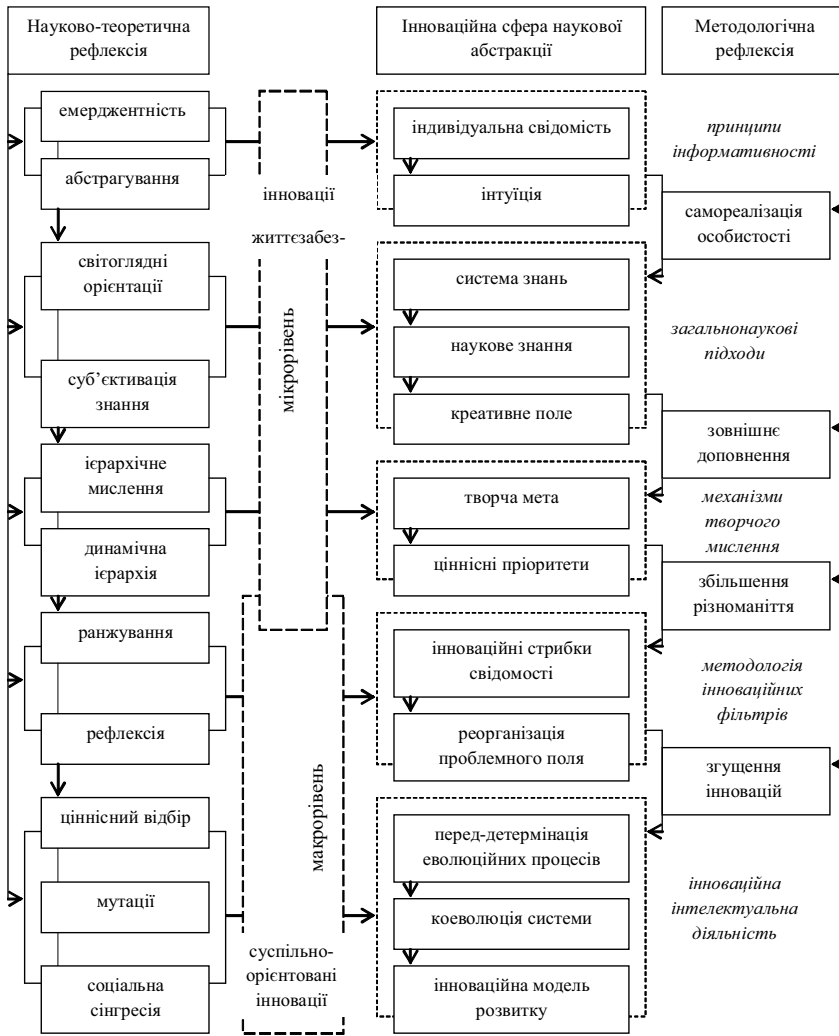 Науково-теоретична
рефлексія
Інноваційна сфера наукової
абстракції
Методологічна
рефлексія
емерджентність
абстрагування
світоглядні
орієнтації
суб’єктивація
знання
ієрархічне
мислення
динамічна
ієрархія
ранжування
рефлексія
ціннісний відбір
мутації
соціальна
сінгресія
інновації
життєзабез-
мікрорівень
макрорівень
суспільно-
орієнтовані
інновації
індивідуальна свідомість
інтуїція
система знань
наукове знання
креативне поле
творча мета
ціннісні пріоритети
інноваційні стрибки
свідомості
реорганізація
проблемного поля
перед-детермінація
еволюційних процесів
коеволюція системи
інноваційна модель
розвитку
принципи
інформативності
самореалізація
особистості
загальнонаукові
підходи
зовнішнє
доповнення
механізми
творчого
мислення
збільшення
різноманіття
методологія
інноваційних
фільтрів
згущення
інновацій
інноваційна
інтелектуальна
діяльність